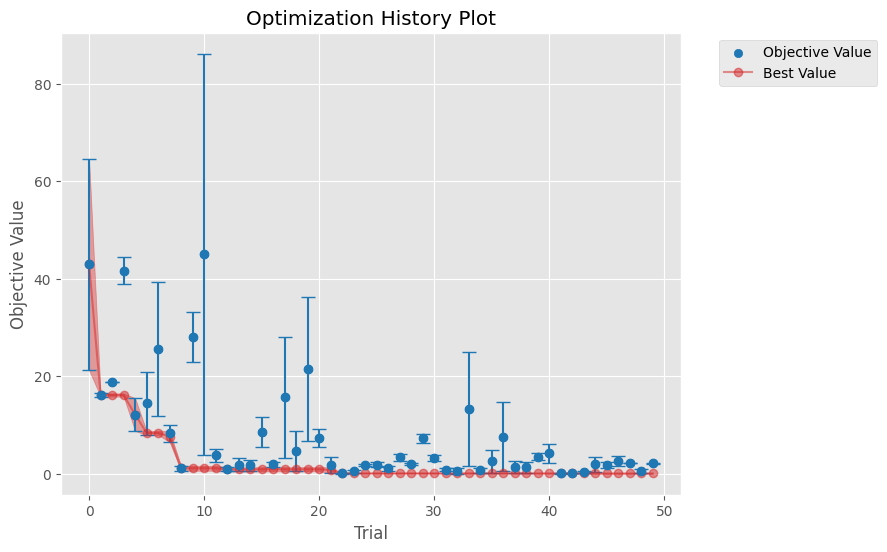 Optimization History Plot
Objective Value
Best Value
Objective Value
80
60
40
20
0
0 10 20 30 40 50
Trial